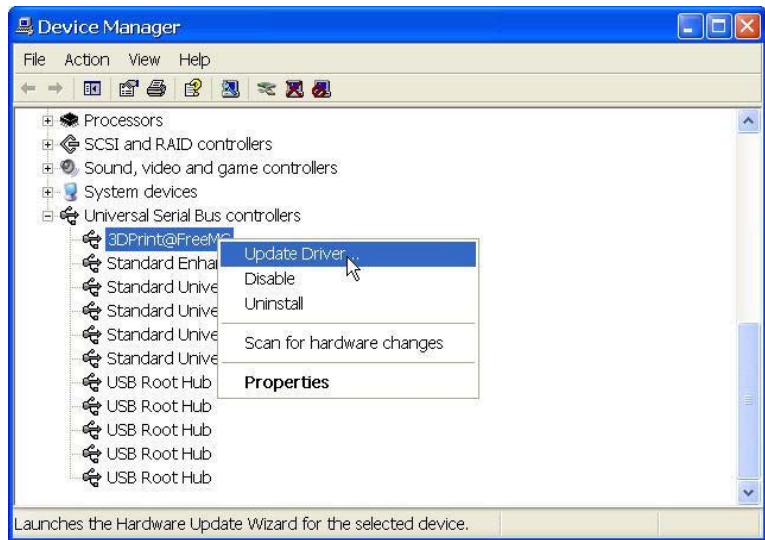 Device Manager
File Action View Help
Processors
SCSI and RAID controllers
Sound, video and game controllers
System devices
Universal Serial Bus controllers
3DPrint@FreeMC
Update Driver...
Standard Enhan
Disable
Standard Unive
Uninstall
Standard Unive
Standard Unive
Scan for hardware changes
Standard Unive
USB Root Hub
Properties
USB Root Hub
USB Root Hub
USB Root Hub
USB Root Hub
Launches the Hardware Update Wizard for the selected device.